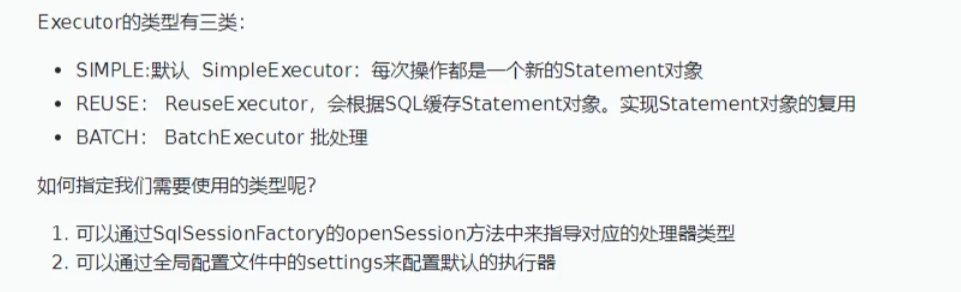 Executor的类型有三类：
• SIMPLE:默认 SimpleExecutor：每次操作都是一个新的Statement对象
• REUSE： ReuseExecutor，会根据SQL缓存Statement对象。实现Statement对象的复用
• BATCH： BatchExecutor 批处理
如何指定我们需要使用的类型呢？
1. 可以通过SqlSessionFactory的openSession方法中来指导对应的处理器类型
2. 可以通过全局配置文件中的settings来配置默认的执行器